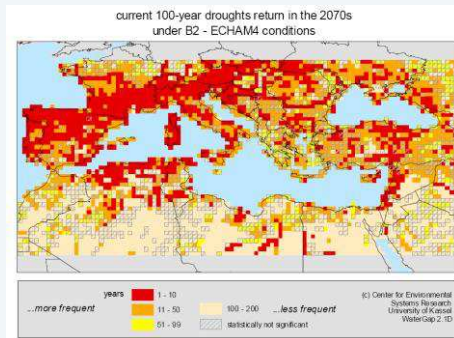 current 100-year droughts return in the 2070s
under B2 - ECHAM4 conditions
years
...more frequent
1 - 10
11 - 50
51 - 99
100 - 200
...less frequent
statistically not significant
(c) Center for Environmental
Systems Research
University of Kassel
WaterGap 2.1D